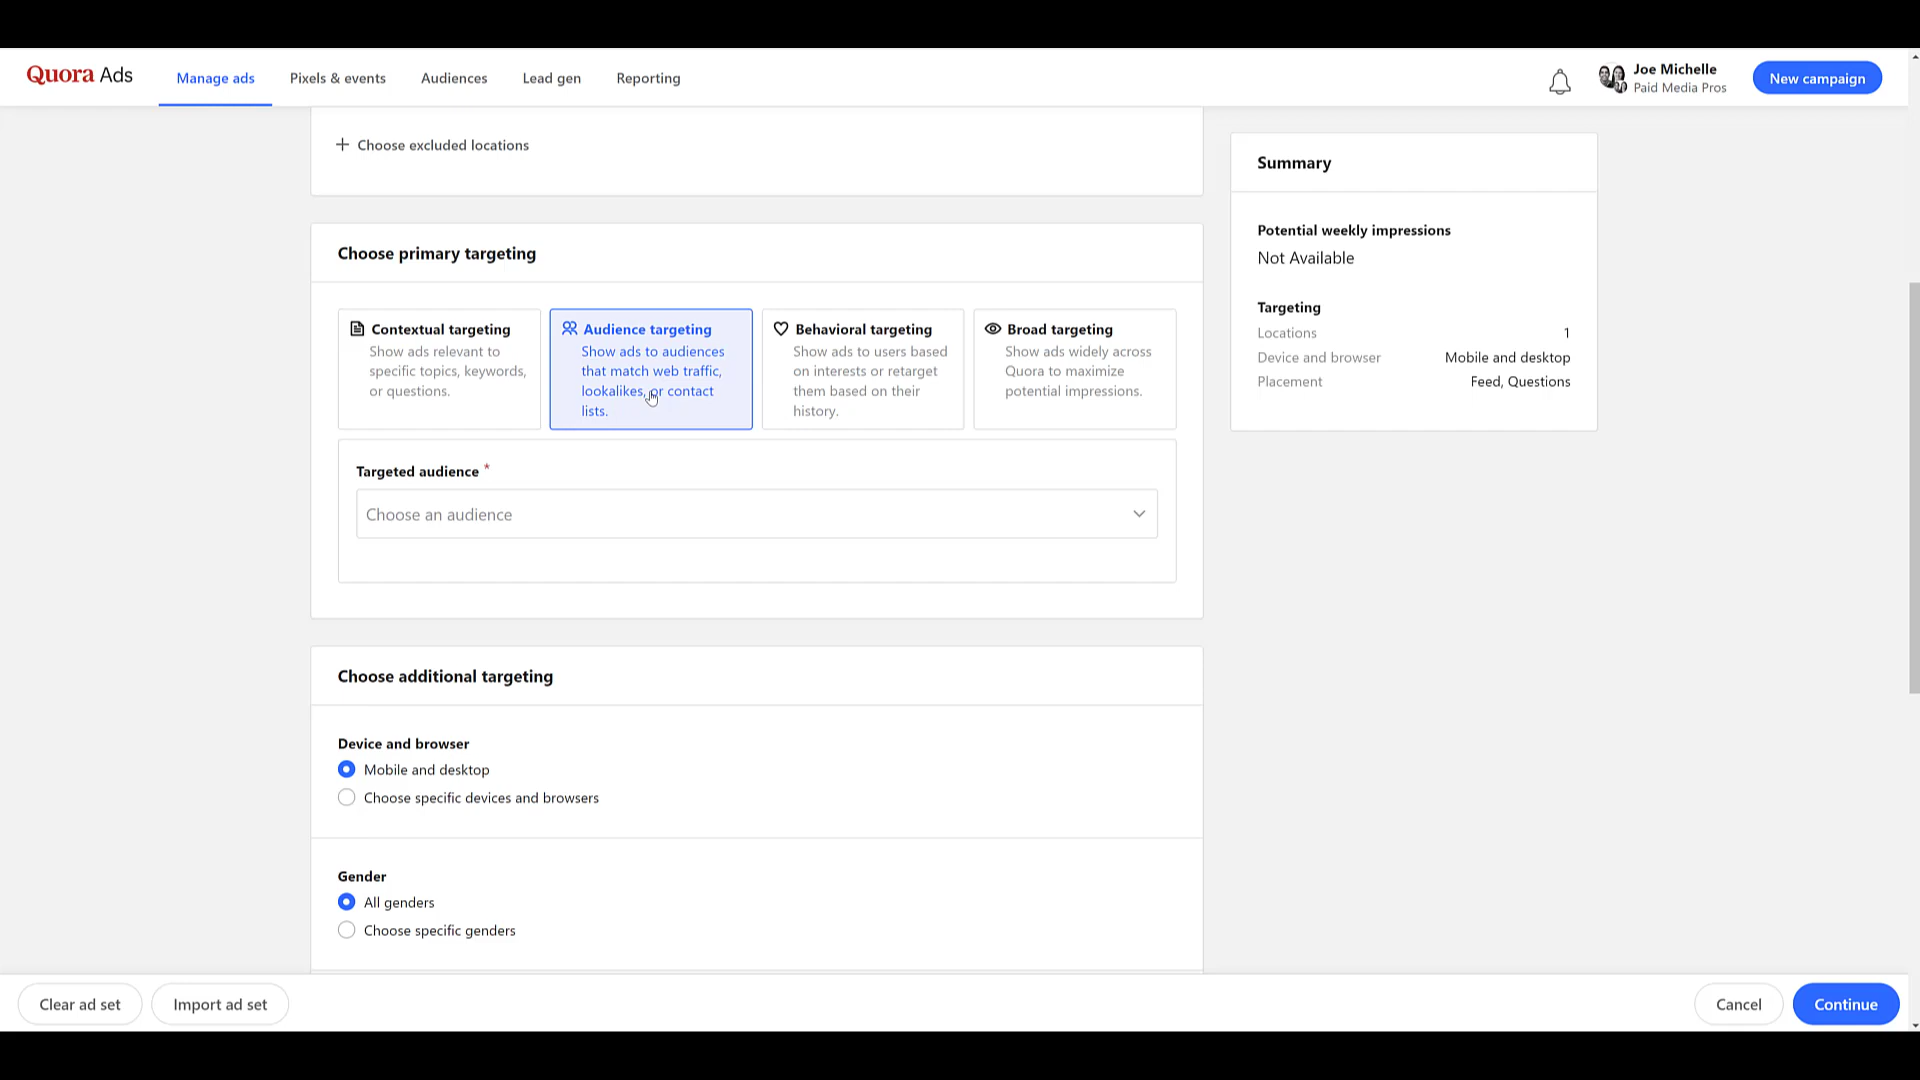 Quora Ads
Manage ads
Pixels & events
Audiences
Lead gen
Reporting
Joe Michelle
Paid Media Pros
New campaign
Choose excluded locations
Choose primary targeting
Contextual targeting
Show ads relevant to
specific topics, keywords,
or questions.
Audience targeting
Show ads to audiences
that match web traffic,
lookalikes, or contact
lists.
Behavioral targeting
Show ads to users based
on interests or retarget
them based on their
history.
Broad targeting
Show ads widely across
Quora to maximize
potential impressions.
Targeted audience *
Choose an audience
Choose additional targeting
Device and browser
Mobile and desktop
Choose specific devices and browsers
Gender
All genders
Choose specific genders
Summary
Potential weekly impressions
Not Available
Targeting
Locations 1
Device and browser Mobile and desktop
Placement Feed, Questions
Clear ad set
Import ad set
Cancel
Continue